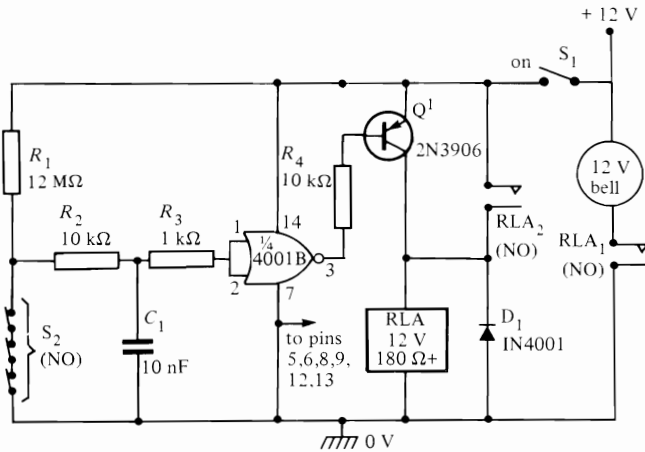 + 12 V
on
S1
Q1
2N3906
R1
12 MΩ
R2
10 kΩ
R3
1 kΩ
R4
10 kΩ
14
1
2
¼
4001B
3
7
12 V
bell
RLA2
(NO)
RLA1
(NO)
S2
(NO)
C1
10 nF
to pins
5,6,8,9,
12,13
RLA
12 V
180 Ω+
D1
IN4001
0 V